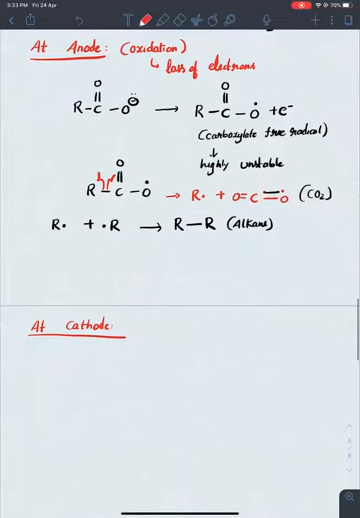 3:33 PM Fri 24 Apr
70%
At Anode: (oxidation)
↳ loss of electrons
O O
R-C-O⊖ → R-C-O• + e⁻
(carboxylate free radical)
↓
highly unstable
O
R-C-O• → R• + O=C=O (CO₂)
R• + •R → R-R (Alkane)
At Cathode: